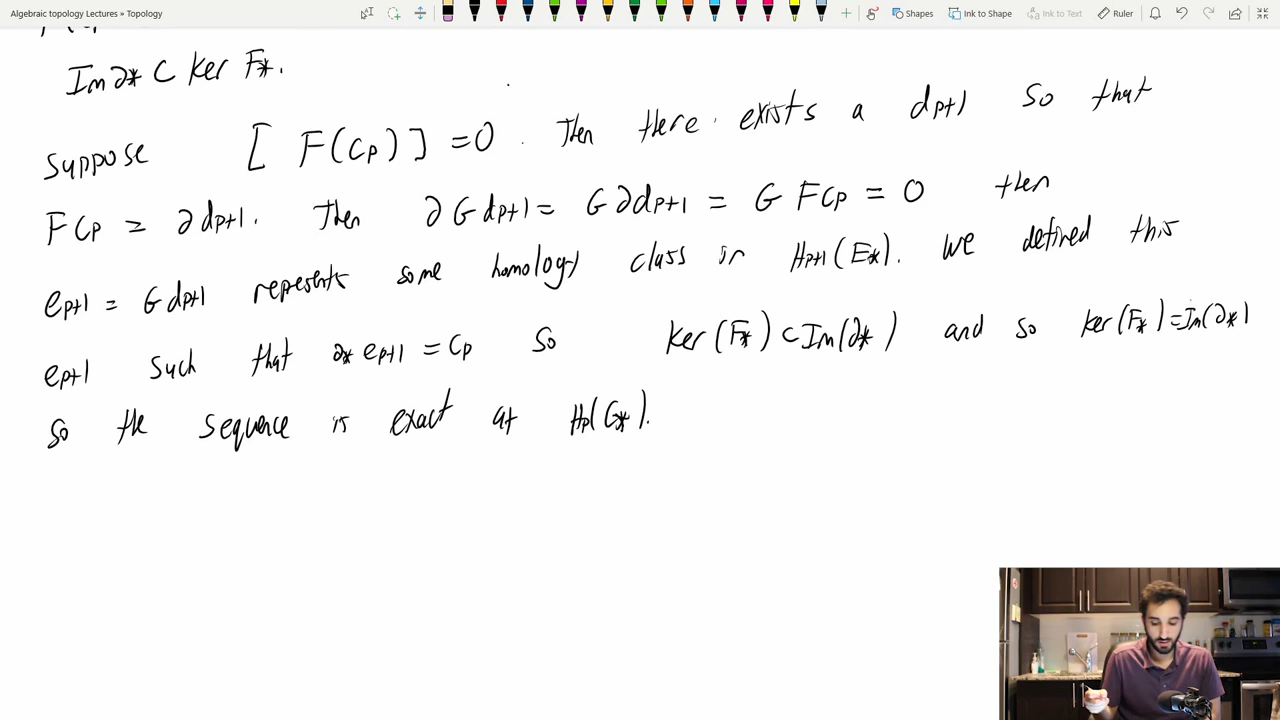 Algebraic topology Lectures » Topology
Shapes Ink to Shape Ink to Text Ruler
Im ∂* ⊂ ker F*.
suppose [F(Cp)] = 0. Then there exists a dp+1 so that
FCp = ∂dp+1. Then ∂Gdp+1 = G∂dp+1 = GFCp = 0 then
ep+1 = Gdp+1 represents some homology class in Hp+1(E*). We defined this
ep+1 such that ∂* ep+1 = Cp so ker(F*) ⊂ Im(∂*) and so ker(F*) = Im(∂*)
so the sequence is exact at Hp(C*).